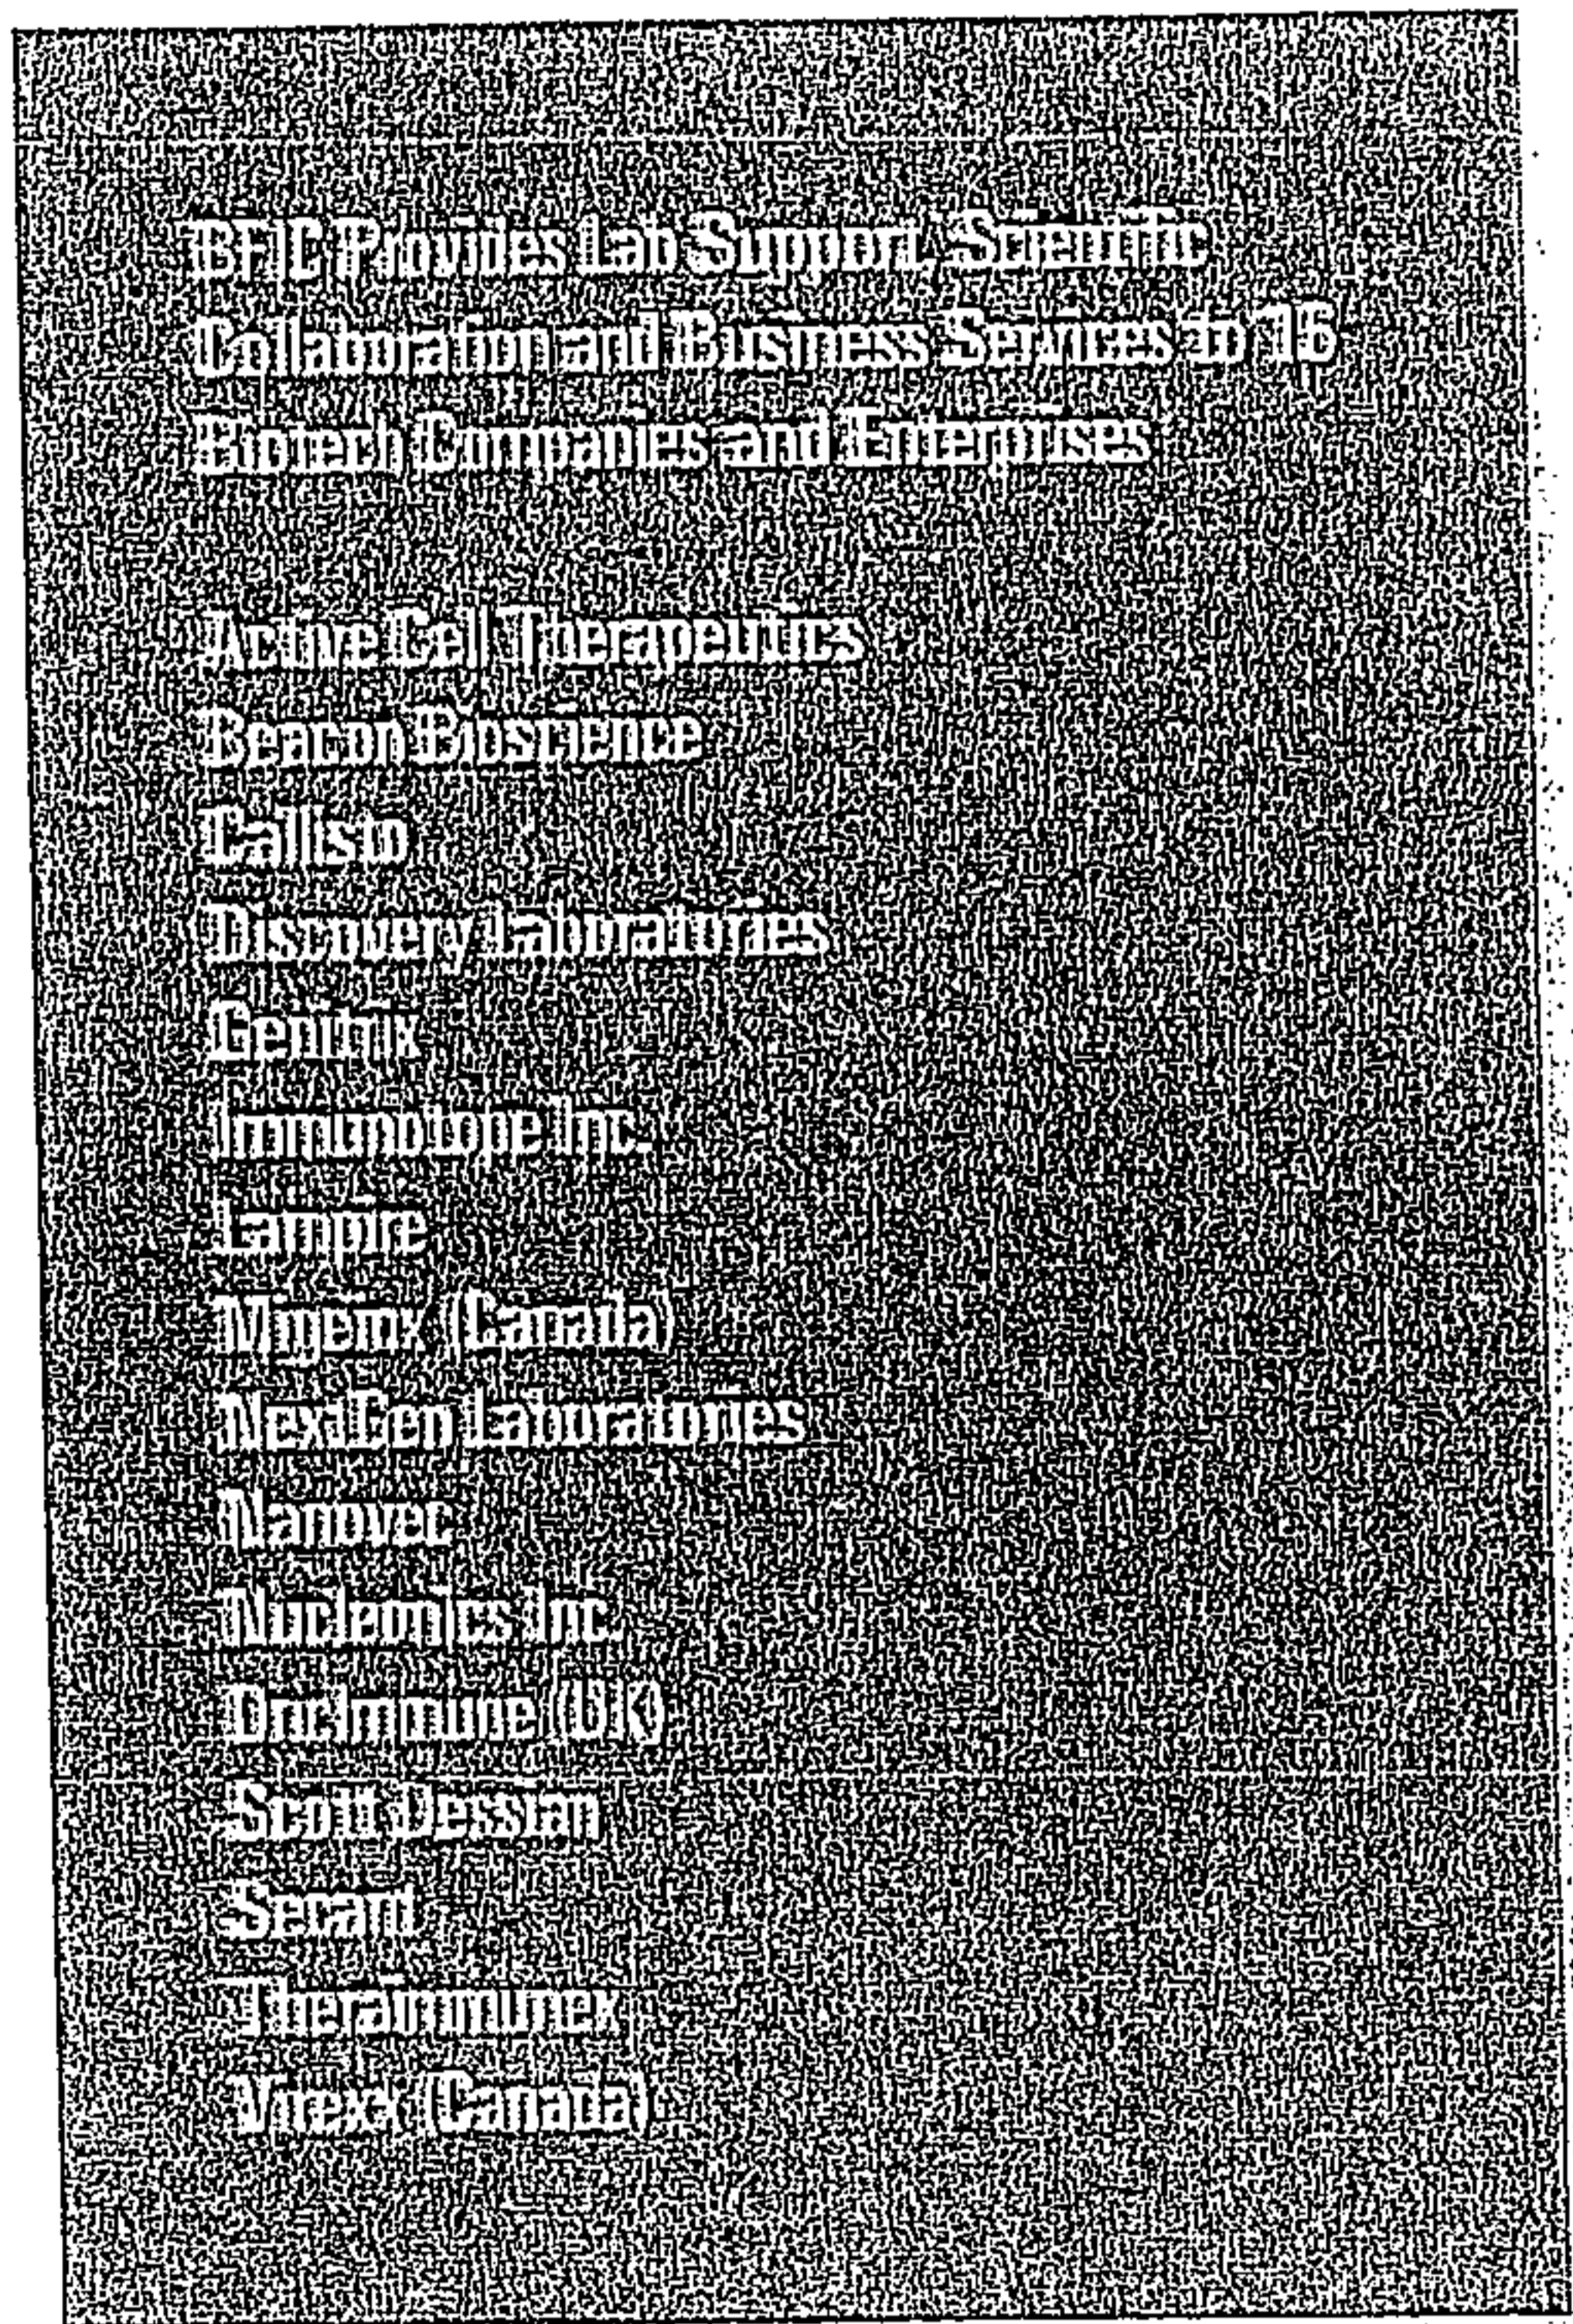 BFIC Provides Lab Support, Scientific
Collaboration and Business Services to 16
Biotech Companies and Enterprises
Active Cell Therapeutics
Beacon Bioscience
Callisto
Discovery Laboratories
Genitrix
Immunotope Inc.
Lampire
Migenix (Canada)
NextGen Laboratories
Nanovec
Nucleonics Inc.
OncImmune (UK)
Scott Dessian
Secant
Theraimmunex
Virexx (Canada)